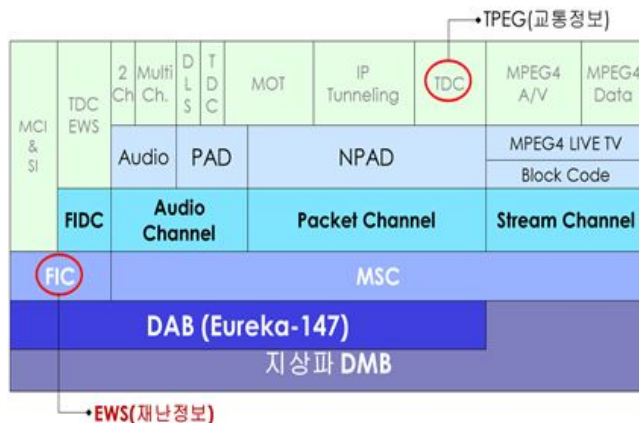 TPEG(교통정보)
MCI
&
SI
TDC
EWS
2
Ch
Multi
Ch.
D
L
S
T
D
C
MOT
IP
Tunneling
TDC
MPEG4
A/V
MPEG4
Data
Audio
PAD
NPAD
MPEG4 LIVE TV
Block Code
FIDC
Audio
Channel
Packet Channel
Stream Channel
FIC
MSC
DAB (Eureka-147)
지상파 DMB
EWS(재난정보)